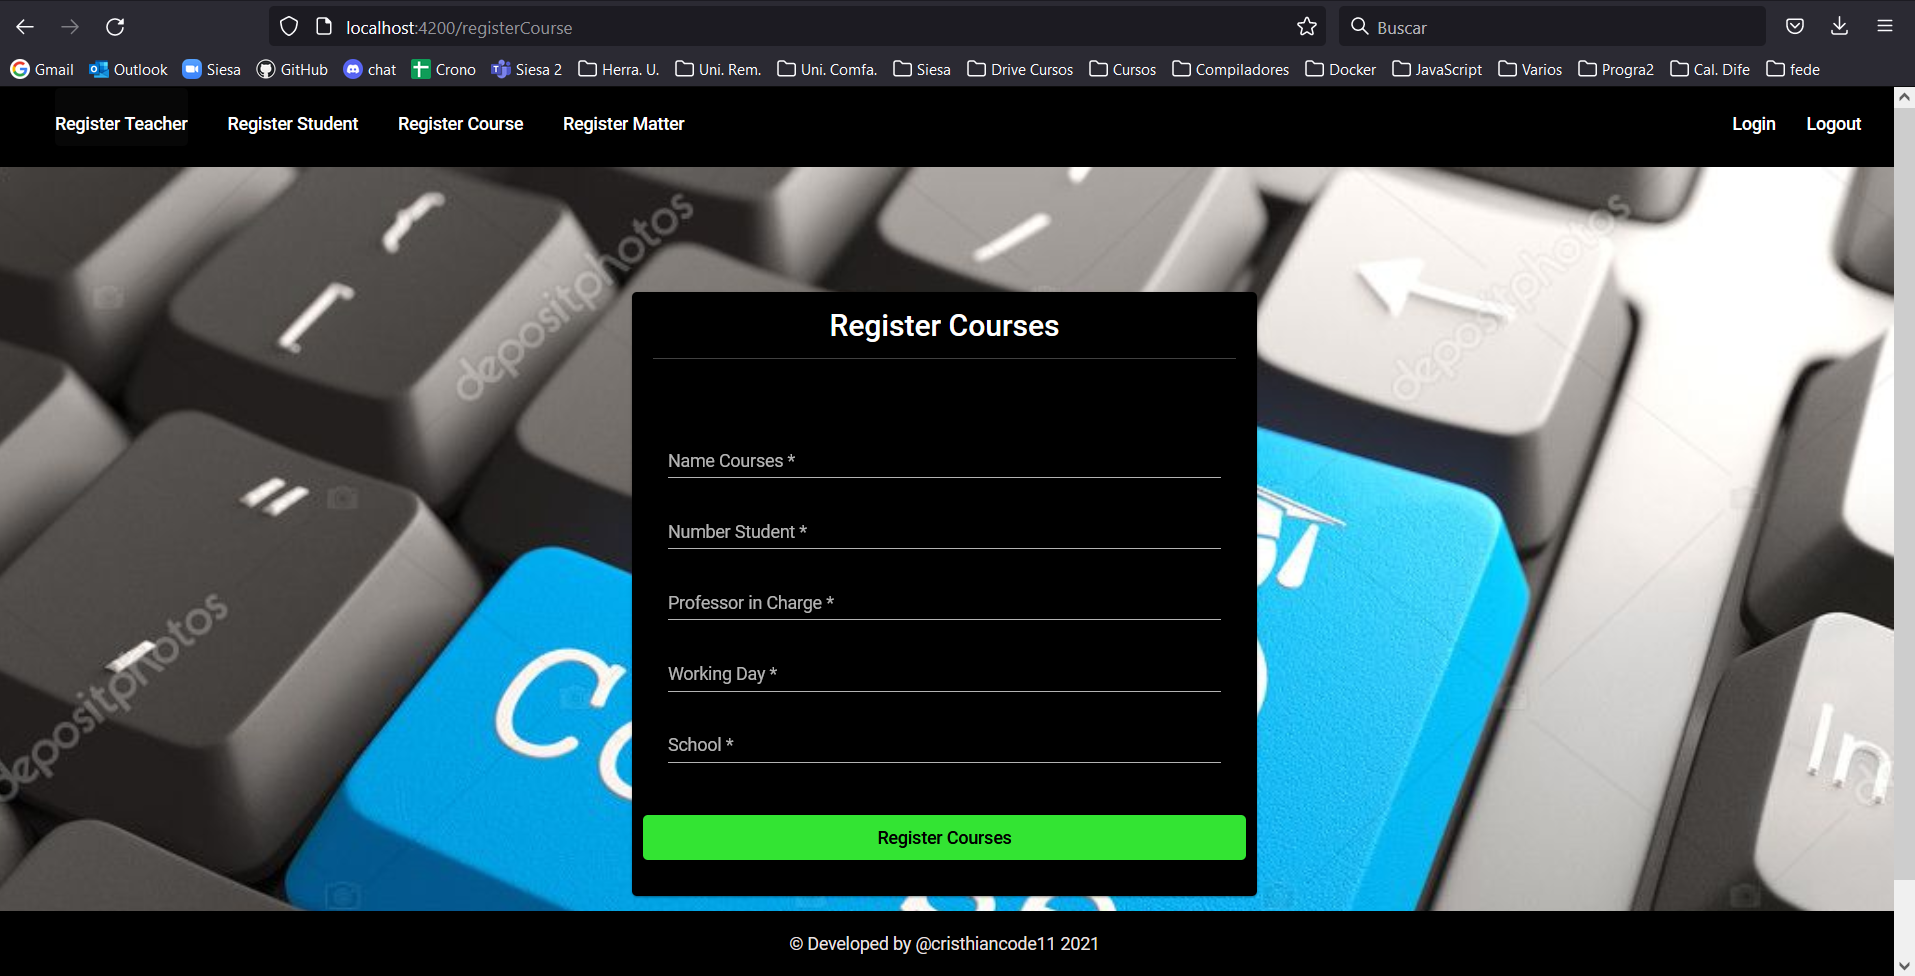 localhost:4200/registerCourse
Buscar
Gmail Outlook Siesa GitHub chat Crono Siesa 2 Herra. U. Uni. Rem. Uni. Comfa. Siesa Drive Cursos Cursos Compiladores Docker JavaScript Varios Progra2 Cal. Dife fede
Register Teacher Register Student Register Course Register Matter Login Logout
depositphotos
depositphotos
depositphotos
Register Courses
Name Courses *
Number Student *
Professor in Charge *
Working Day *
School *
Register Courses
© Developed by @cristhiancode11 2021